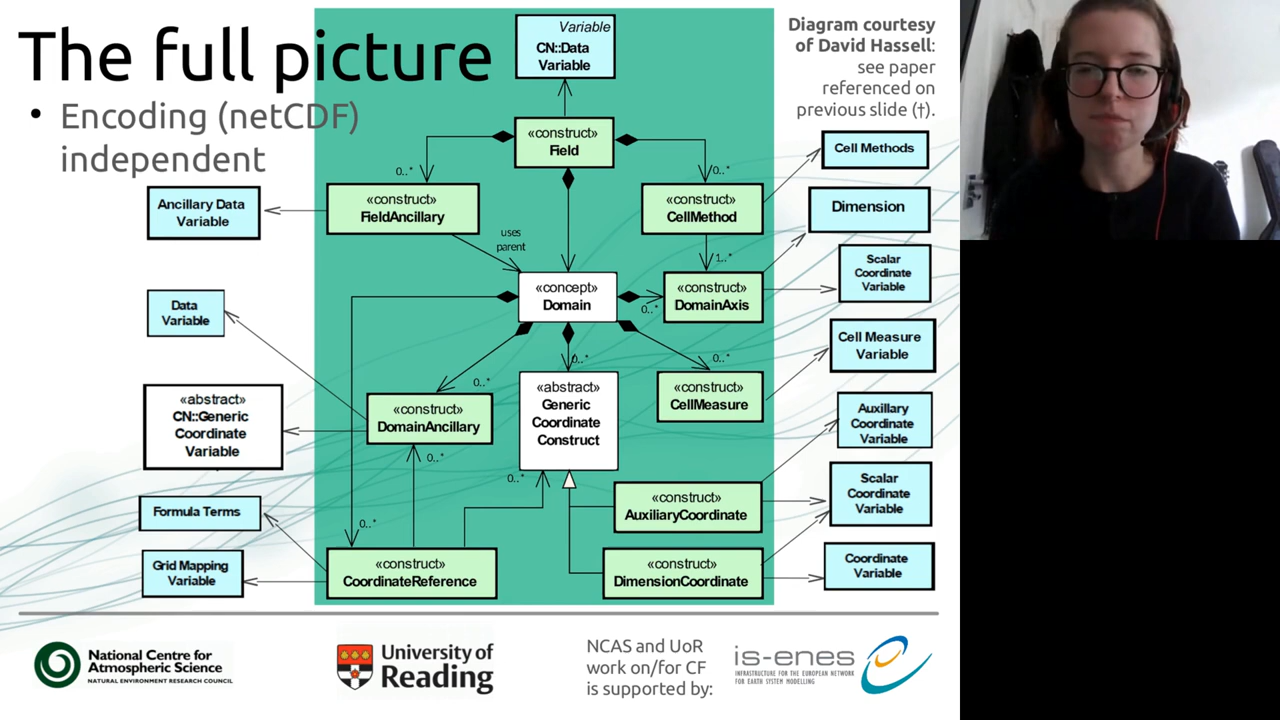 The full picture
• Encoding (netCDF)
independent
Diagram courtesy
of David Hassell:
see paper
referenced on
previous slide (†).
Variable
CN::Data
Variable
«construct»
Field
0..*
0..*
«construct»
FieldAncillary
«construct»
CellMethod
Cell Methods
Ancillary Data
Variable
Dimension
uses
parent
1..*
«concept»
Domain
0..*
«construct»
DomainAxis
Scalar
Coordinate
Variable
Data
Variable
Cell Measure
Variable
0..*
0..*
0..*
«construct»
DomainAncillary
«abstract»
Generic
Coordinate
Construct
«construct»
CellMeasure
«abstract»
CN::Generic
Coordinate
Variable
Auxillary
Coordinate
Variable
0..*
0..*
0..*
Formula Terms
«construct»
AuxiliaryCoordinate
Scalar
Coordinate
Variable
Grid Mapping
Variable
«construct»
CoordinateReference
«construct»
DimensionCoordinate
Coordinate
Variable
National Centre for
Atmospheric Science
NATURAL ENVIRONMENT RESEARCH COUNCIL
University of
Reading
NCAS and UoR
work on/for CF
is supported by:
is-enes
INFRASTRUCTURE FOR THE EUROPEAN NETWORK
FOR EARTH SYSTEM MODELLING